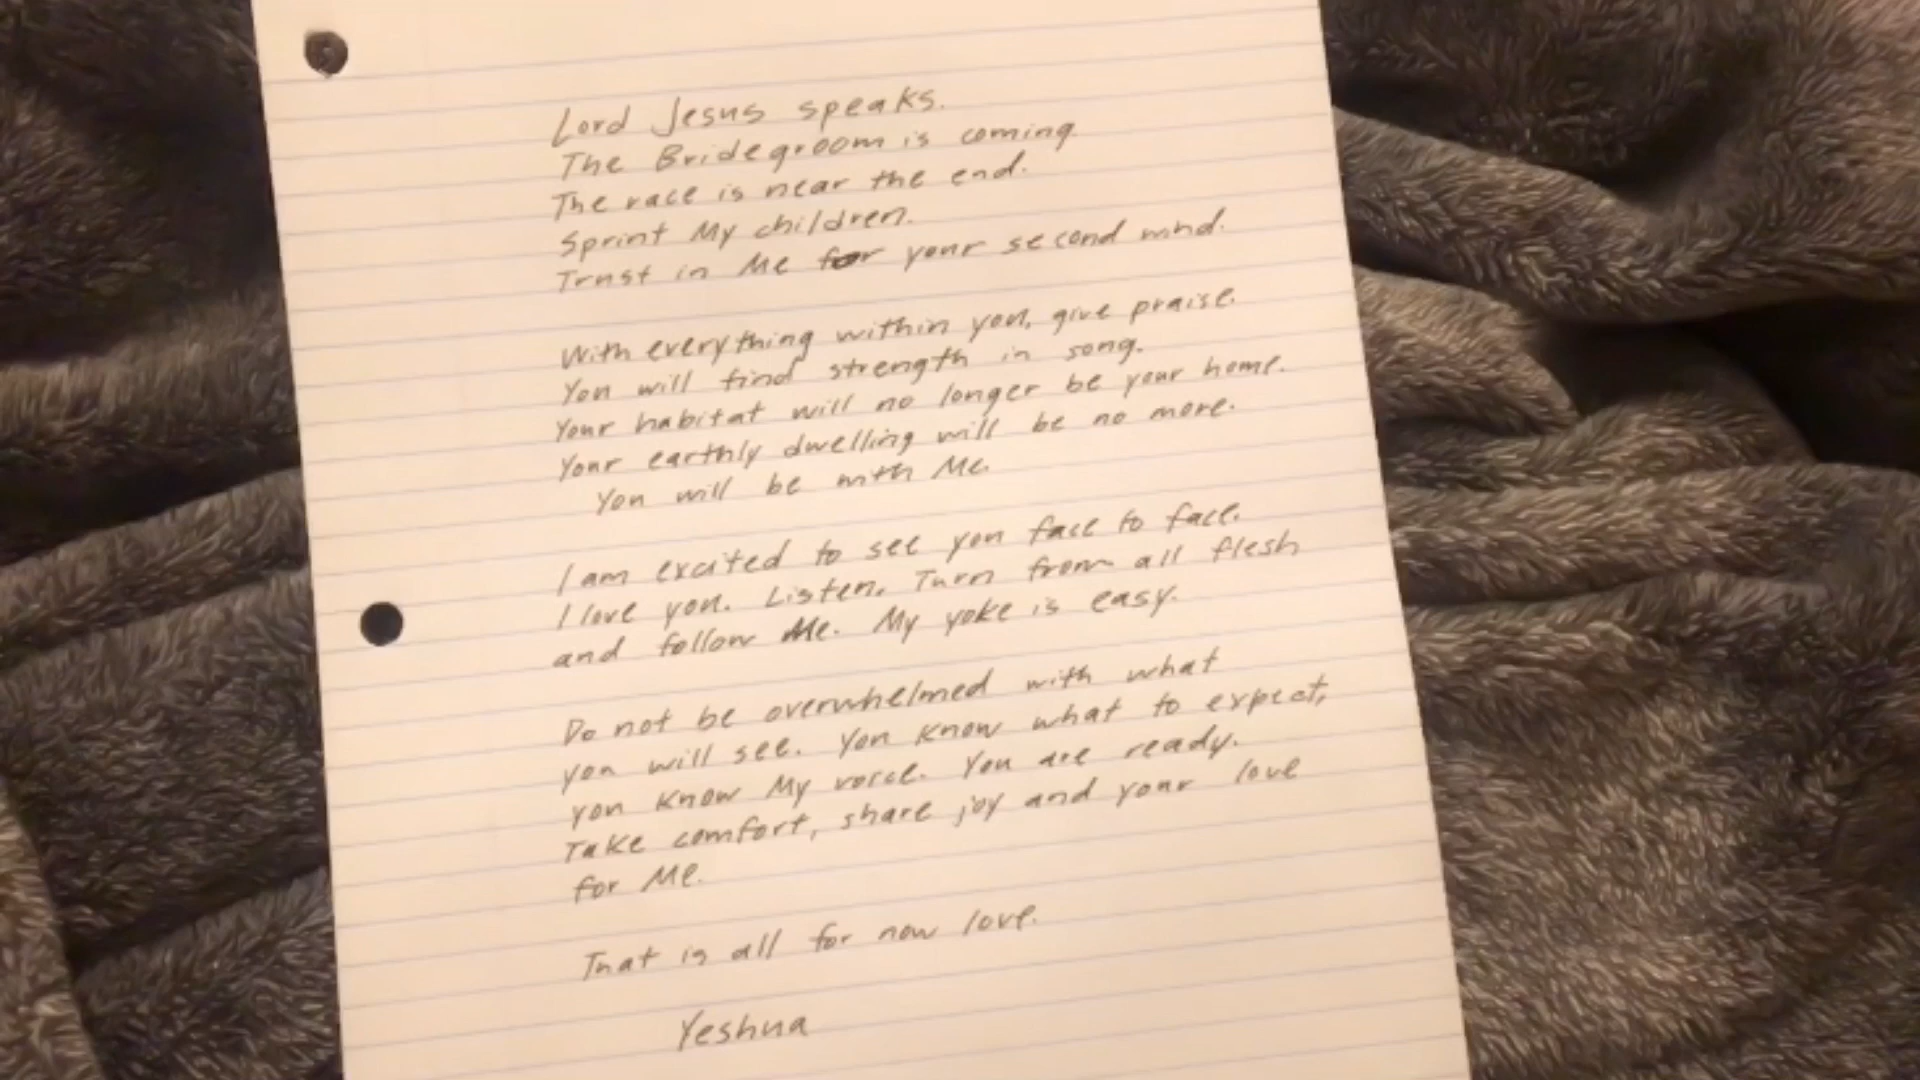 Lord Jesus speaks.
The Bridegroom is coming
The race is near the end.
Sprint My children.
Trust in Me for your second wind.
With everything within you, give praise.
You will find strength in song.
Your habitat will no longer be your home.
Your earthly dwelling will be no more.
You will be with Me.
I am excited to see you face to face.
I love you. Listen. Turn from all flesh
and follow Me. My yoke is easy.
Do not be overwhelmed with what
you will see. You know what to expect,
you know My voice. You are ready.
Take comfort, share joy and your love
for Me.
That is all for now love.
Yeshua